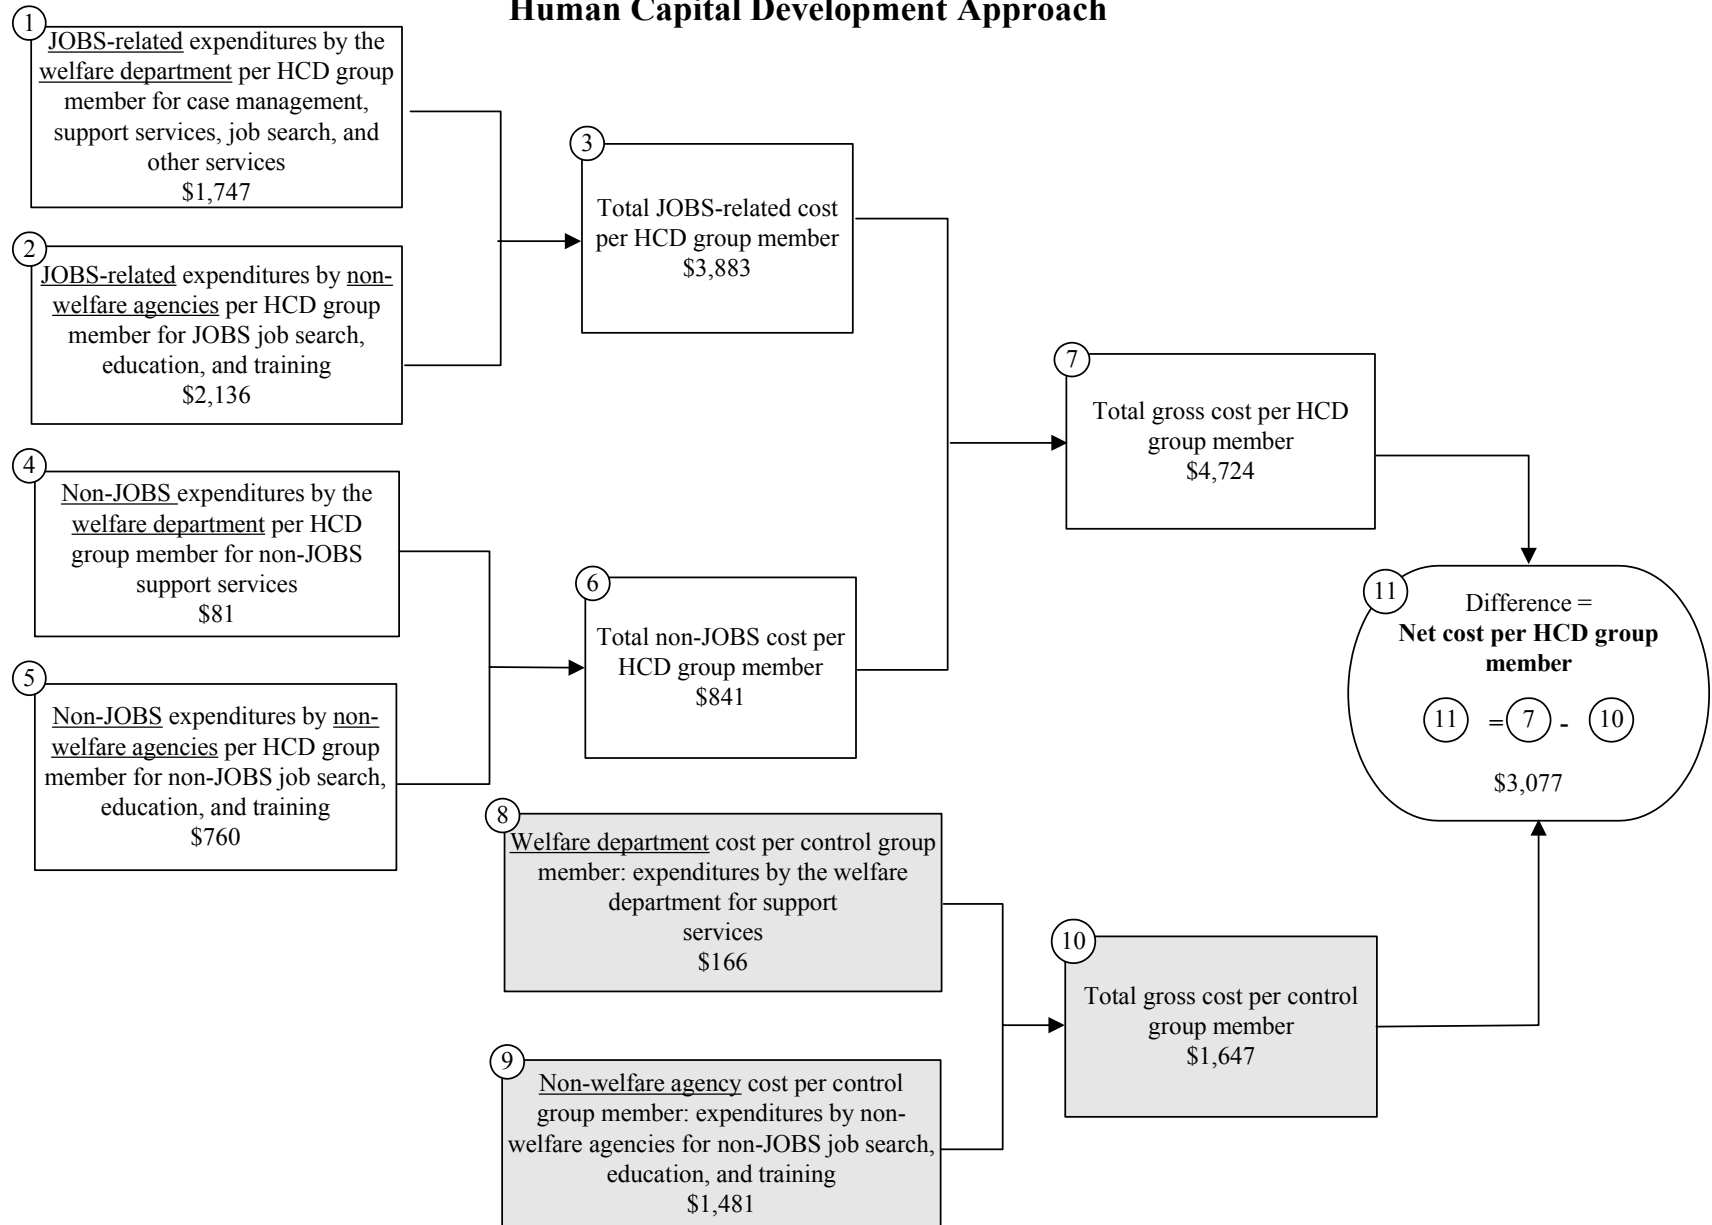 Human Capital Development Approach
1
JOBS-related expenditures by the
welfare department per HCD group
member for case management,
support services, job search, and
other services
$1,747
2
JOBS-related expenditures by non-
welfare agencies per HCD group
member for JOBS job search,
education, and training
$2,136
3
Total JOBS-related cost
per HCD group member
$3,883
4
Non-JOBS expenditures by the
welfare department per HCD
group member for non-JOBS
support services
$81
5
Non-JOBS expenditures by non-
welfare agencies per HCD group
member for non-JOBS job search,
education, and training
$760
6
Total non-JOBS cost per
HCD group member
$841
7
Total gross cost per HCD
group member
$4,724
8
Welfare department cost per control group
member: expenditures by the welfare
department for support
services
$166
9
Non-welfare agency cost per control
group member: expenditures by non-
welfare agencies for non-JOBS job search,
education, and training
$1,481
10
Total gross cost per control
group member
$1,647
11
Difference =
Net cost per HCD group
member
11 = 7 - 10
$3,077